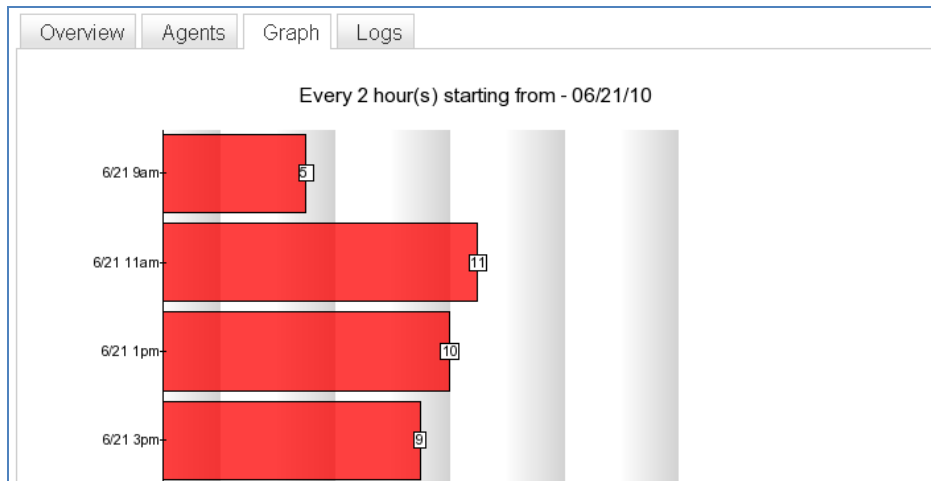 Overview Agents Graph Logs
Every 2 hour(s) starting from - 06/21/10
6/21 9am 5
6/21 11am 11
6/21 1pm 10
6/21 3pm 9